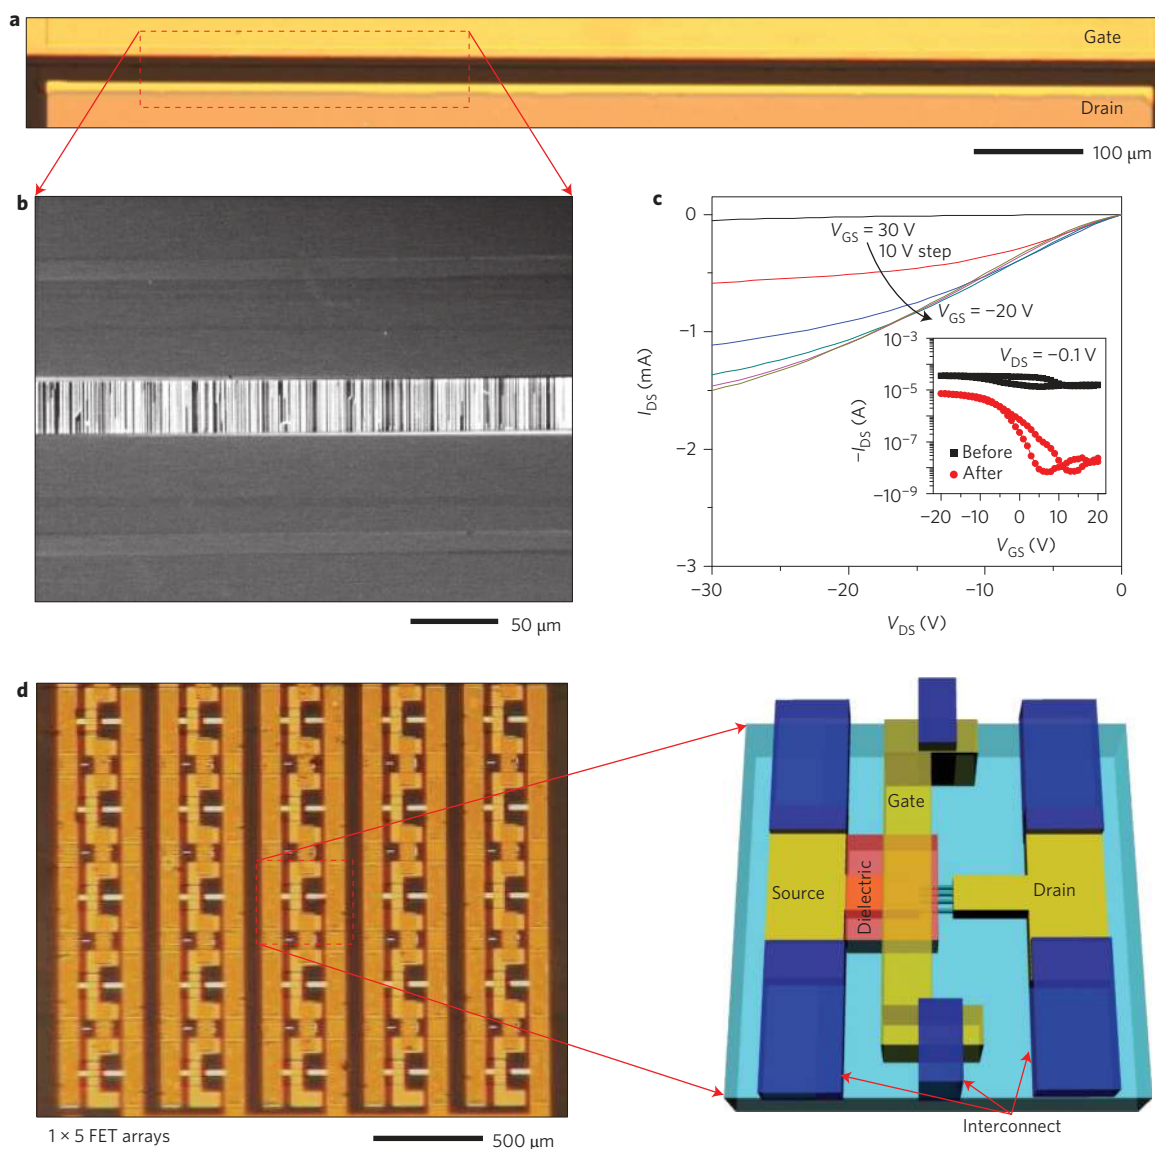 a
Gate
Drain
100 μm
b
50 μm
c
0
−1
−2
−3
I_DS (mA)
V_GS = 30 V
10 V step
V_GS = −20 V
−30
−20
−10
0
V_DS (V)
V_DS = −0.1 V
10^−3
10^−5
10^−7
−10^−9
−I_DS (A)
Before
After
−20
−10
0
10
20
V_GS (V)
d
1 × 5 FET arrays
500 μm
Gate
Source
Dielectric
Drain
Interconnect